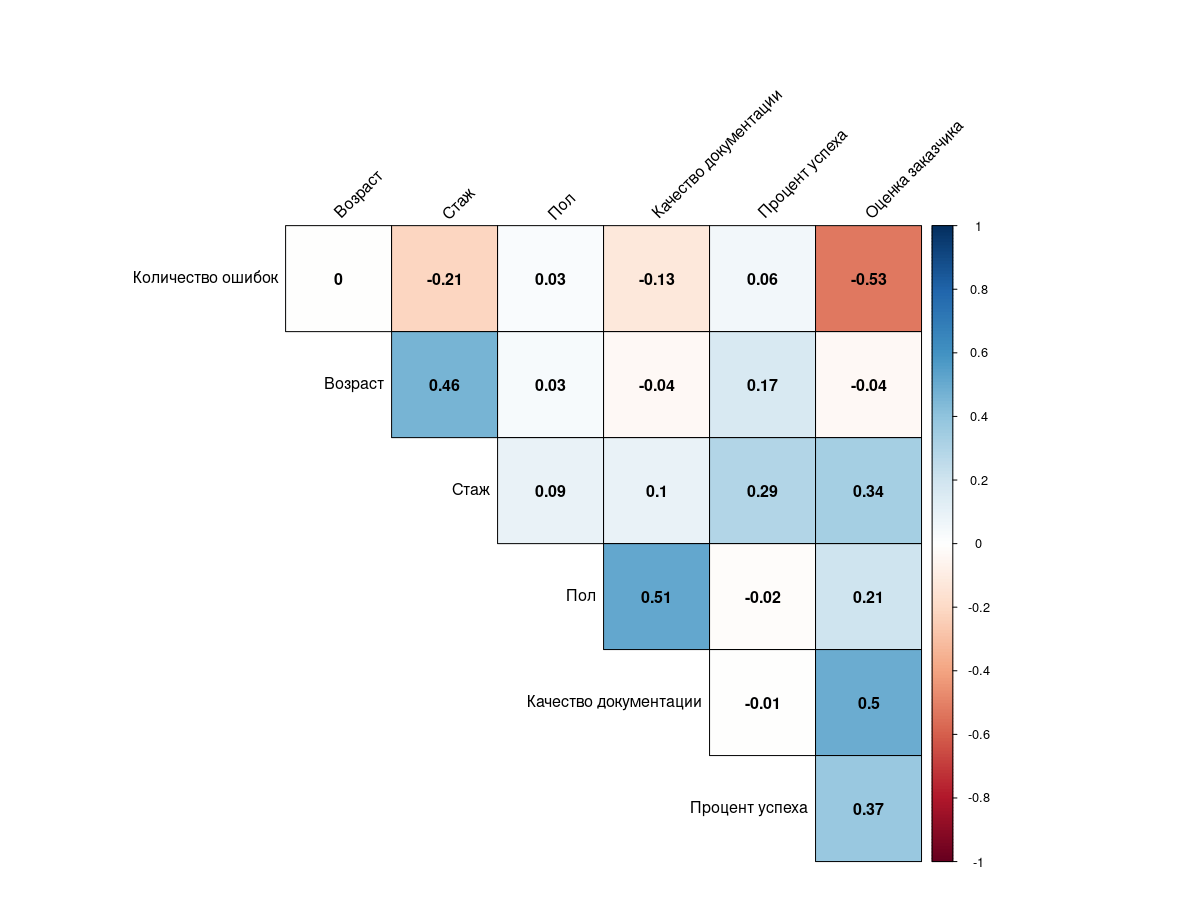 Возраст
Стаж
Пол
Качество документации
Процент успеха
Оценка заказчика
Количество ошибок 0 -0.21 0.03 -0.13 0.06 -0.53
Возраст 0.46 0.03 -0.04 0.17 -0.04
Стаж 0.09 0.1 0.29 0.34
Пол 0.51 -0.02 0.21
Качество документации -0.01 0.5
Процент успеха 0.37
1
0.8
0.6
0.4
0.2
0
-0.2
-0.4
-0.6
-0.8
-1